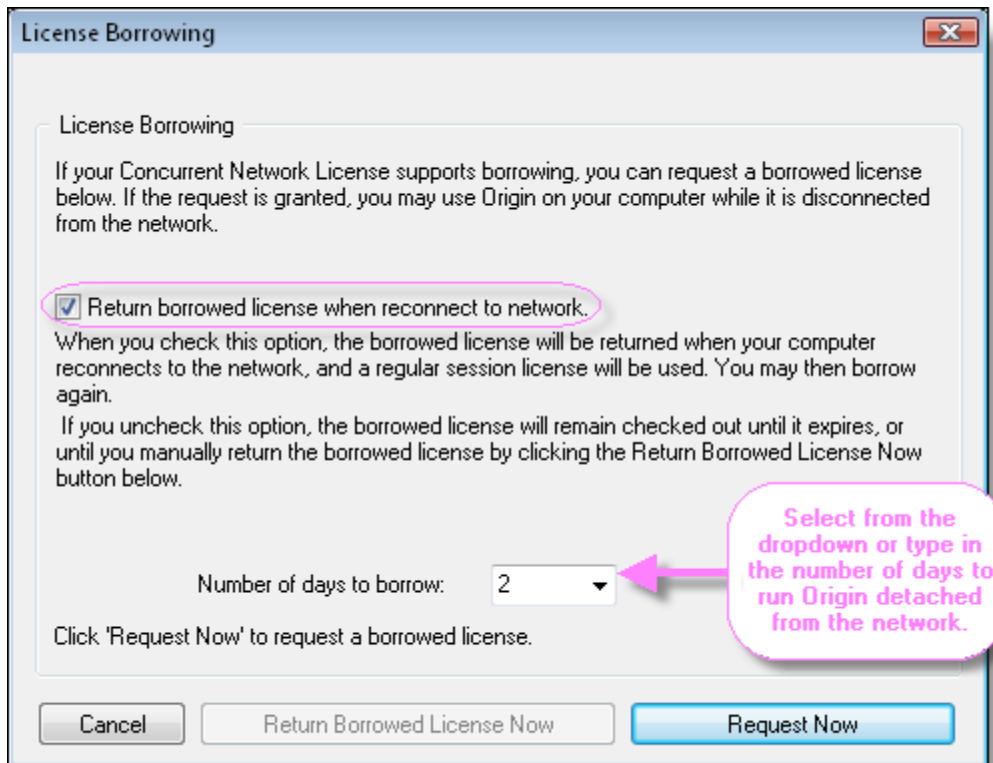 License Borrowing
License Borrowing
If your Concurrent Network License supports borrowing, you can request a borrowed license
below. If the request is granted, you may use Origin on your computer while it is disconnected
from the network.
Return borrowed license when reconnect to network.
When you check this option, the borrowed license will be returned when your computer
reconnects to the network, and a regular session license will be used. You may then borrow
again.
If you uncheck this option, the borrowed license will remain checked out until it expires, or
until you manually return the borrowed license by clicking the Return Borrowed License Now
button below.
Select from the
dropdown or type in
the number of days to
run Origin detached
from the network.
Number of days to borrow: 2
Click 'Request Now' to request a borrowed license.
Cancel Return Borrowed License Now Request Now